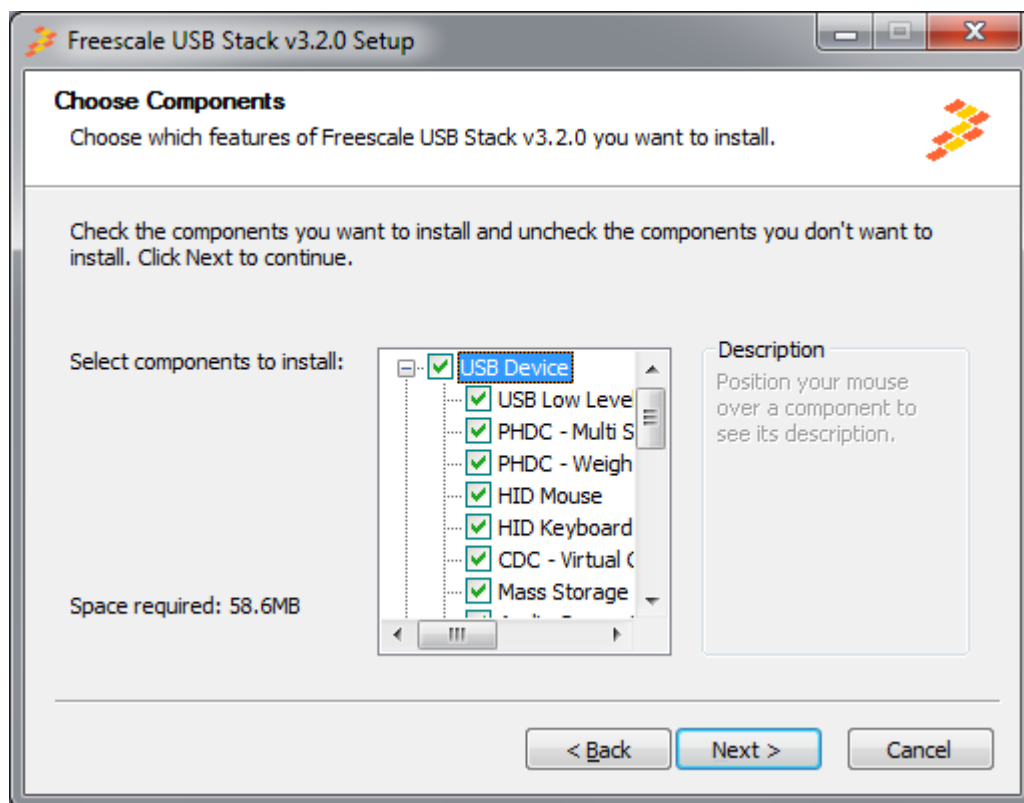 Freescale USB Stack v3.2.0 Setup
Choose Components
Choose which features of Freescale USB Stack v3.2.0 you want to install.
Check the components you want to install and uncheck the components you don't want to
install. Click Next to continue.
Select components to install:
USB Device
USB Low Leve
PHDC - Multi S
PHDC - Weigh
HID Mouse
HID Keyboard
CDC - Virtual
Mass Storage
Description
Position your mouse
over a component to
see its description.
Space required: 58.6MB
< Back
Next >
Cancel